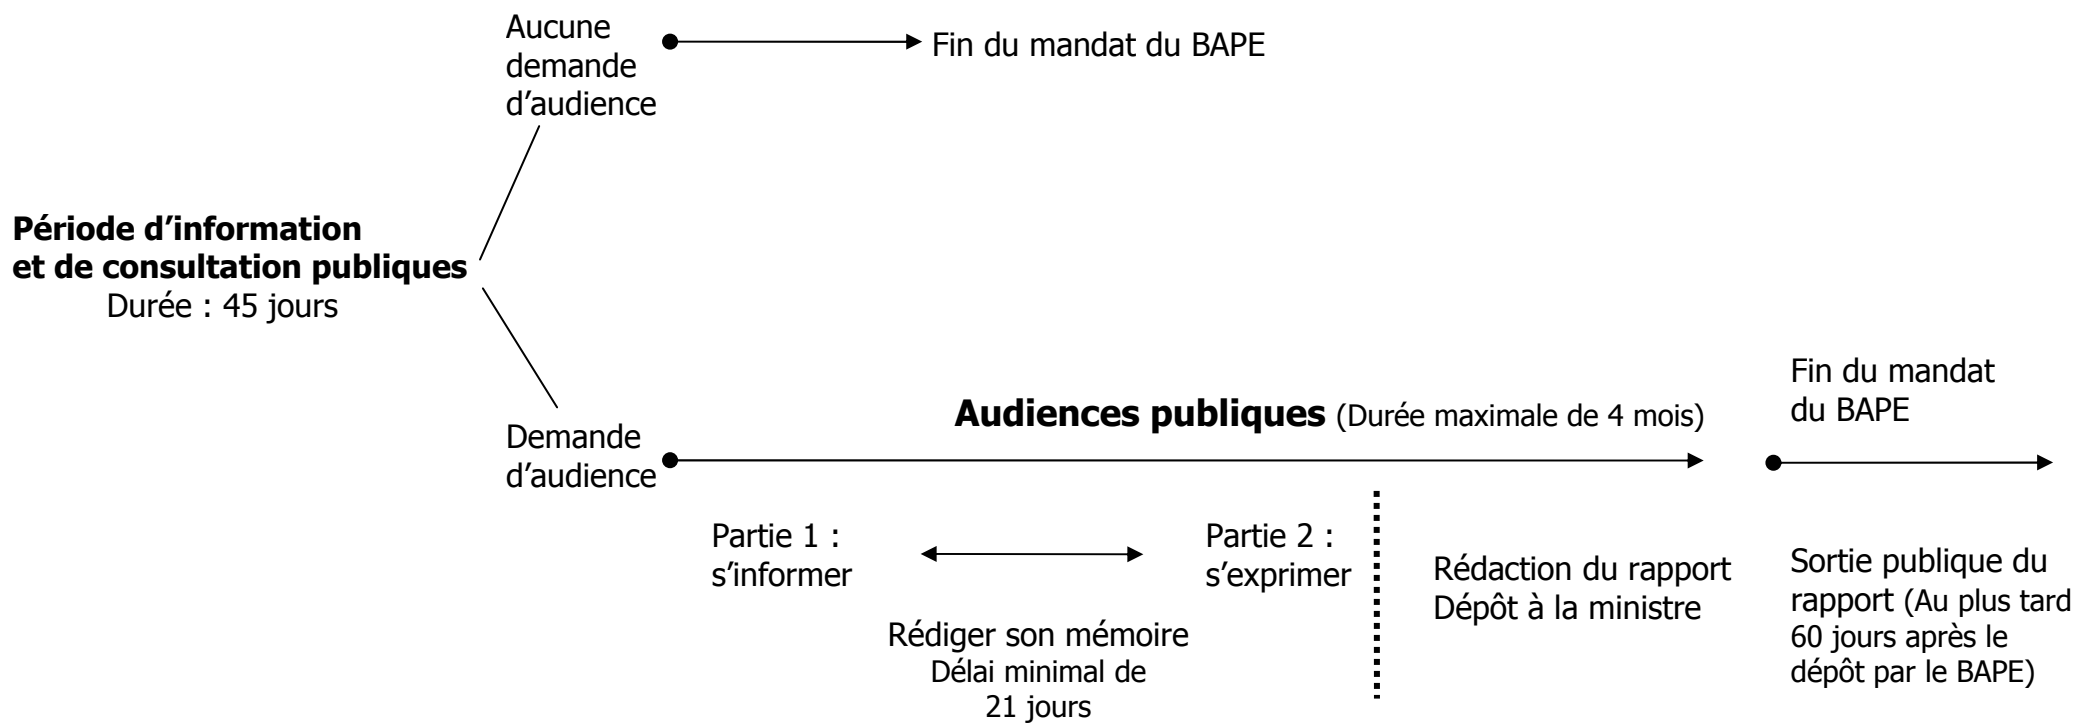 Aucune
demande
d’audience
Fin du mandat du BAPE
Période d’information
et de consultation publiques
Durée : 45 jours
Demande
d’audience
Audiences publiques (Durée maximale de 4 mois)
Fin du mandat
du BAPE
Partie 1 :
s’informer
Rédiger son mémoire
Délai minimal de
21 jours
Partie 2 :
s’exprimer
Rédaction du rapport
Dépôt à la ministre
Sortie publique du
rapport (Au plus tard
60 jours après le
dépôt par le BAPE)